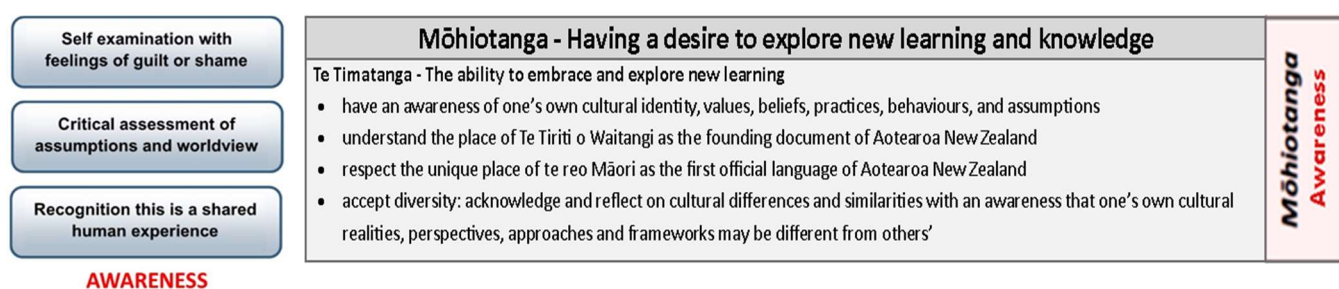 Self examination with
feelings of guilt or shame
Critical assessment of
assumptions and worldview
Recognition this is a shared
human experience
AWARENESS
Mōhiotanga - Having a desire to explore new learning and knowledge
Te Timatanga - The ability to embrace and explore new learning
• have an awareness of one's own cultural identity, values, beliefs, practices, behaviours, and assumptions
• understand the place of Te Tiriti o Waitangi as the founding document of Aotearoa New Zealand
• respect the unique place of te reo Māori as the first official language of Aotearoa New Zealand
• accept diversity: acknowledge and reflect on cultural differences and similarities with an awareness that one's own cultural
realities, perspectives, approaches and frameworks may be different from others'
Mōhiotanga
Awareness